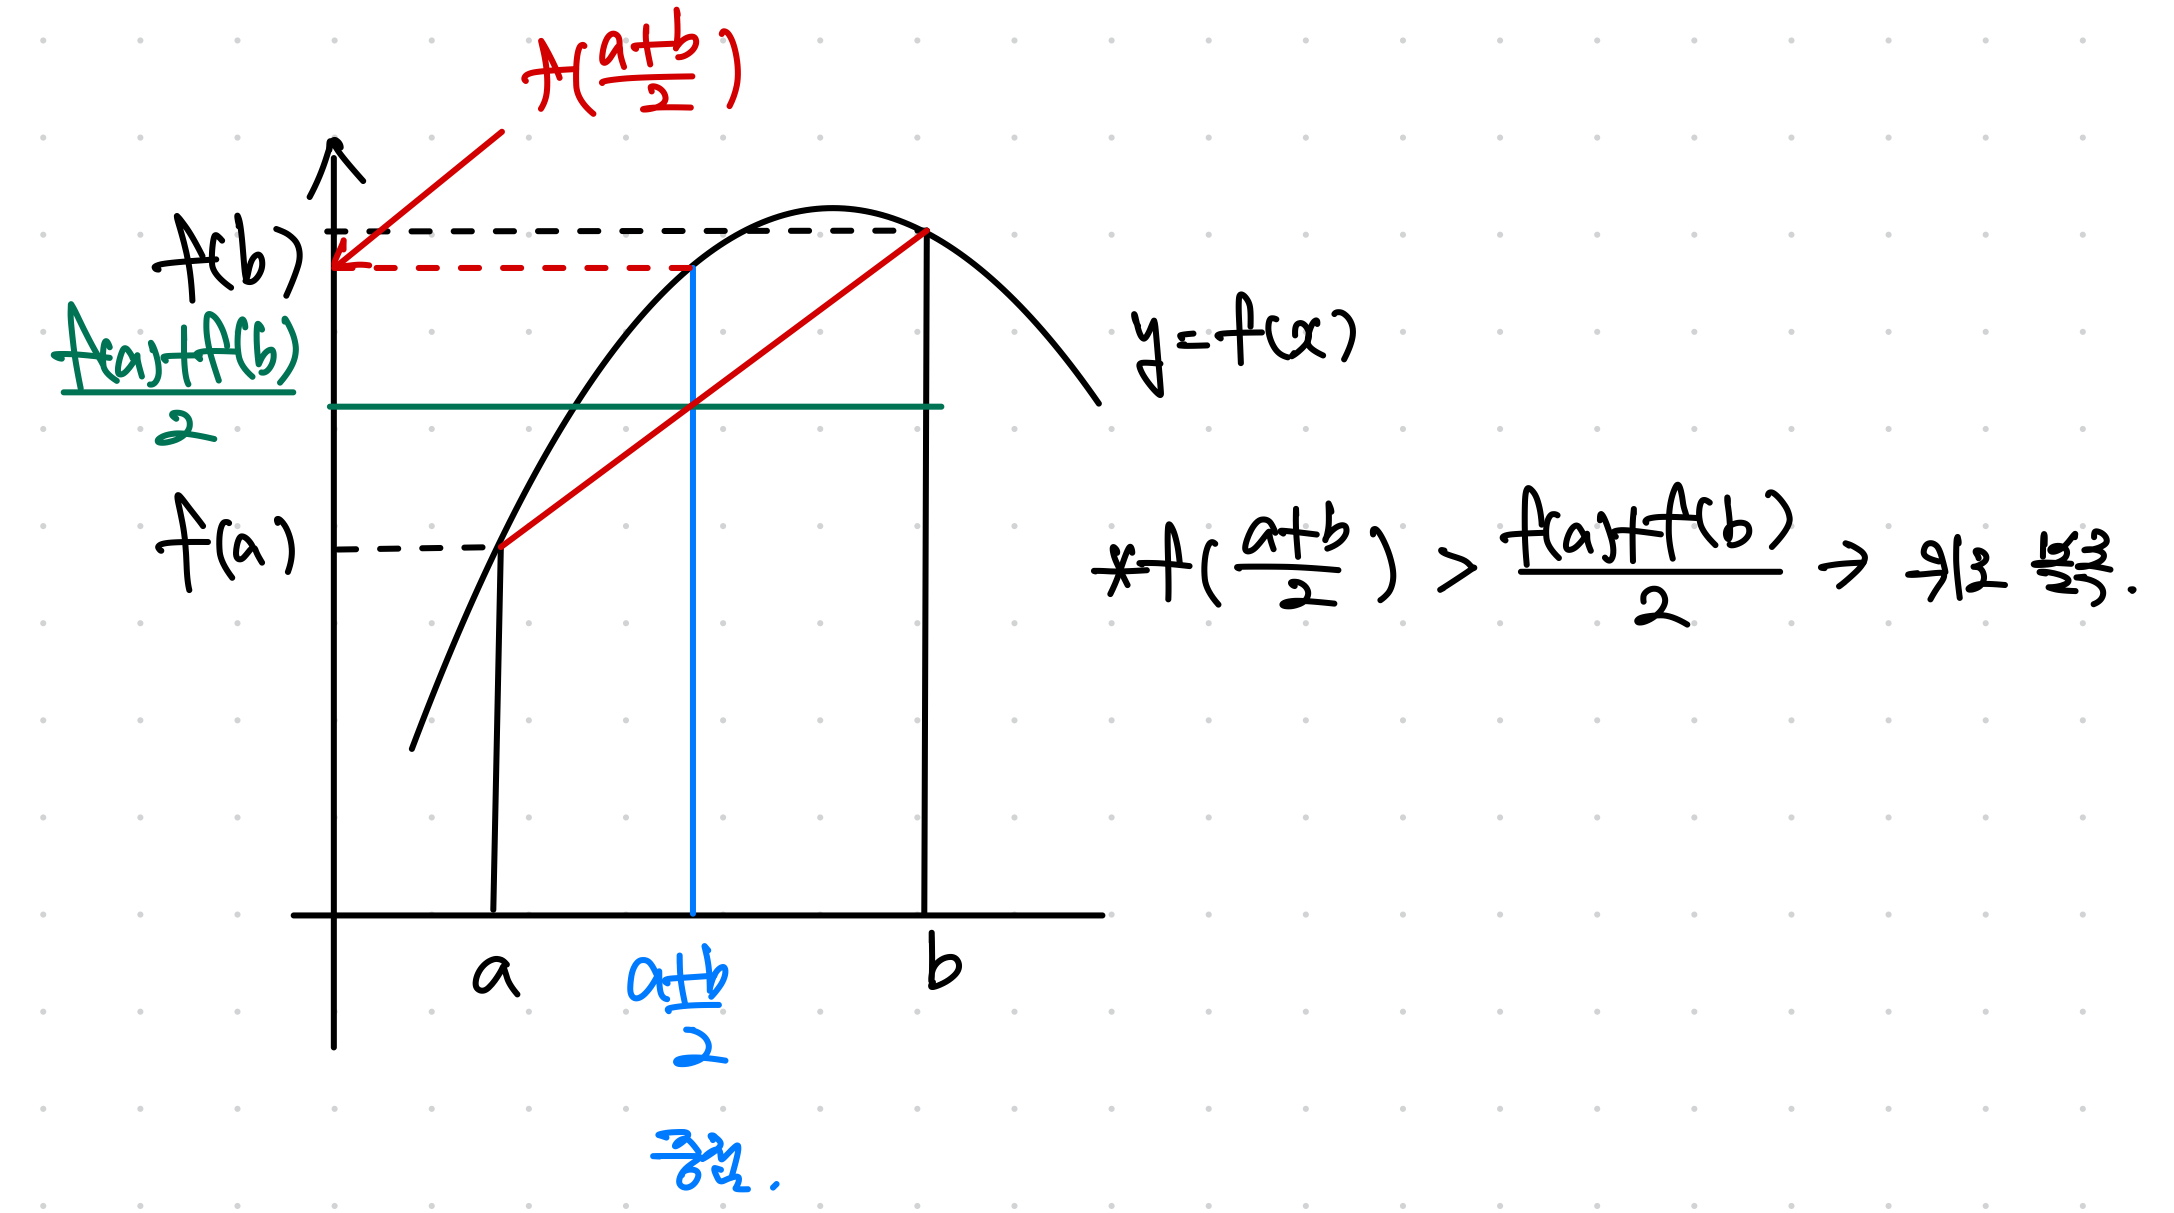 f(a+b/2)
f(b)
f(a)+f(b)/2
y=f(x)
f(a)
*f(a+b/2) > f(a)+f(b)/2 → 위로 볼록.
a
a+b/2
b
중점.